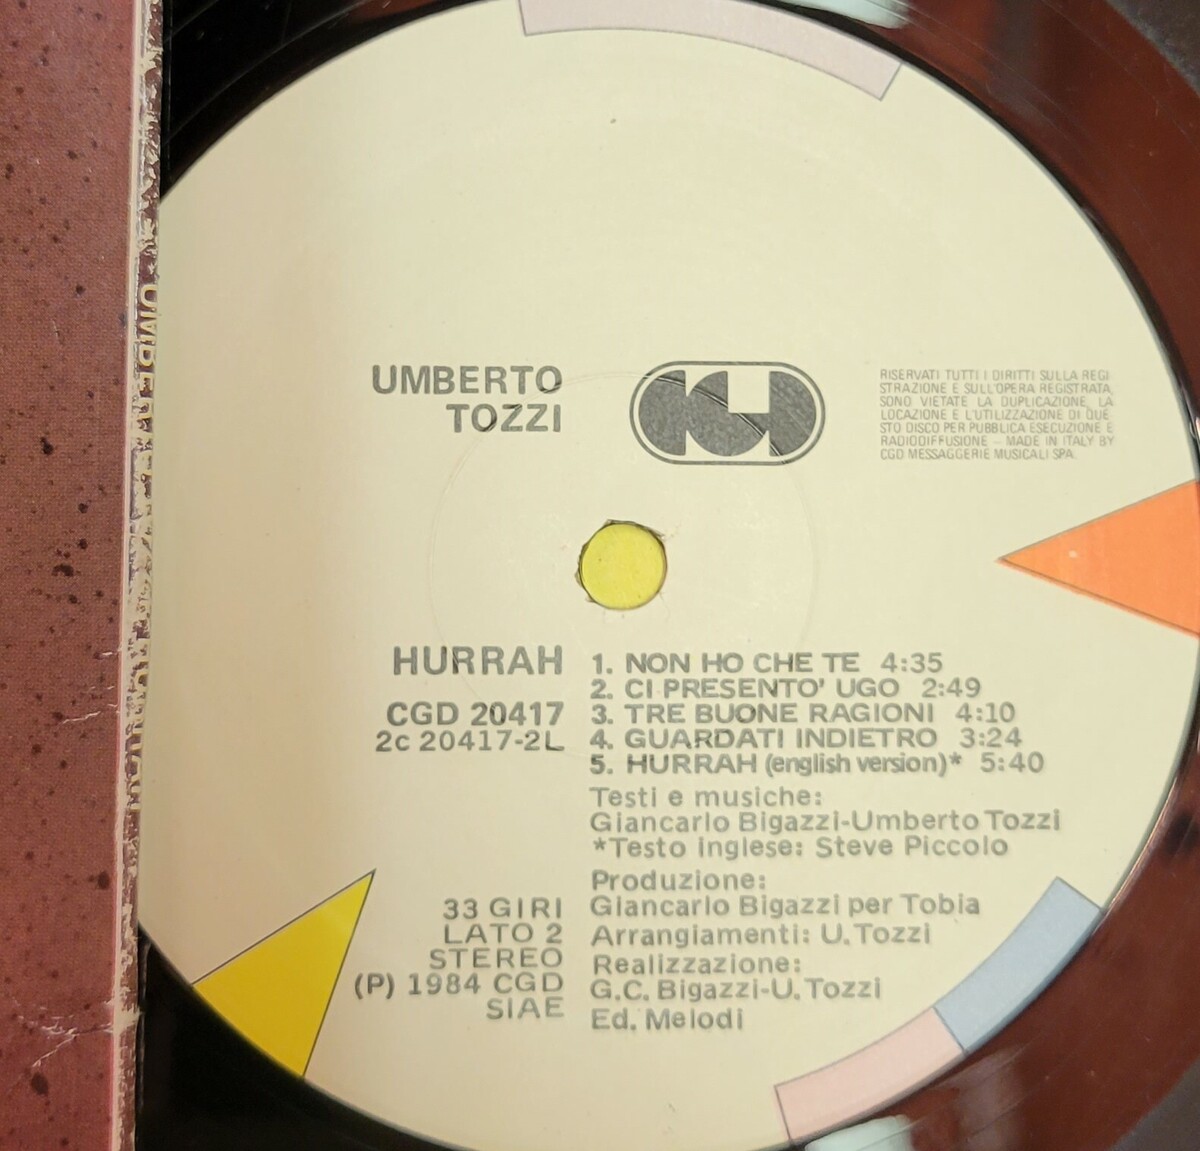 UMBERTO
TOZZI
CGD
RISERVATI TUTTI I DIRITTI SULLA REGI
STRAZIONE E SULL'OPERA REGISTRATA,
SONO VIETATE LA DUPLICAZIONE, LA
LOCAZIONE E L'UTILIZZAZIONE DI QUE-
STO DISCO PER PUBBLICA ESECUZIONE E
RADIODIFFUSIONE – MADE IN ITALY BY
CGD MESSAGGERIE MUSICALI SPA.
HURRAH
CGD 20417
2c 20417-2L
1. NON HO CHE TE 4:35
2. CI PRESENTO' UGO 2:49
3. TRE BUONE RAGIONI 4:10
4. GUARDATI INDIETRO 3:24
5. HURRAH (english version)* 5:40
Testi e musiche:
Giancarlo Bigazzi-Umberto Tozzi
*Testo inglese: Steve Piccolo
Produzione:
Giancarlo Bigazzi per Tobia
Arrangiamenti: U. Tozzi
Realizzazione:
G.C. Bigazzi-U. Tozzi
Ed. Melodi
33 GIRI
LATO 2
STEREO
(P) 1984 CGD
SIAE